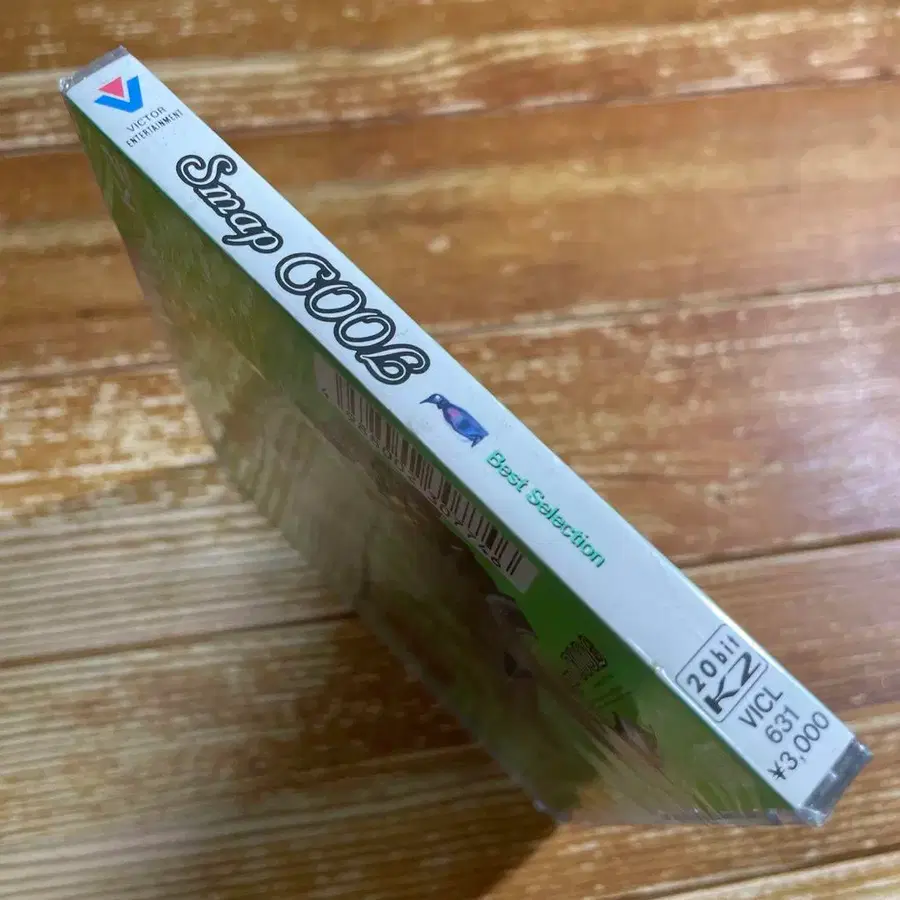 VICTOR
ENTERTAINMENT
Smap COOL
Best Selection
20bit
K2
VICL
631
¥3,000